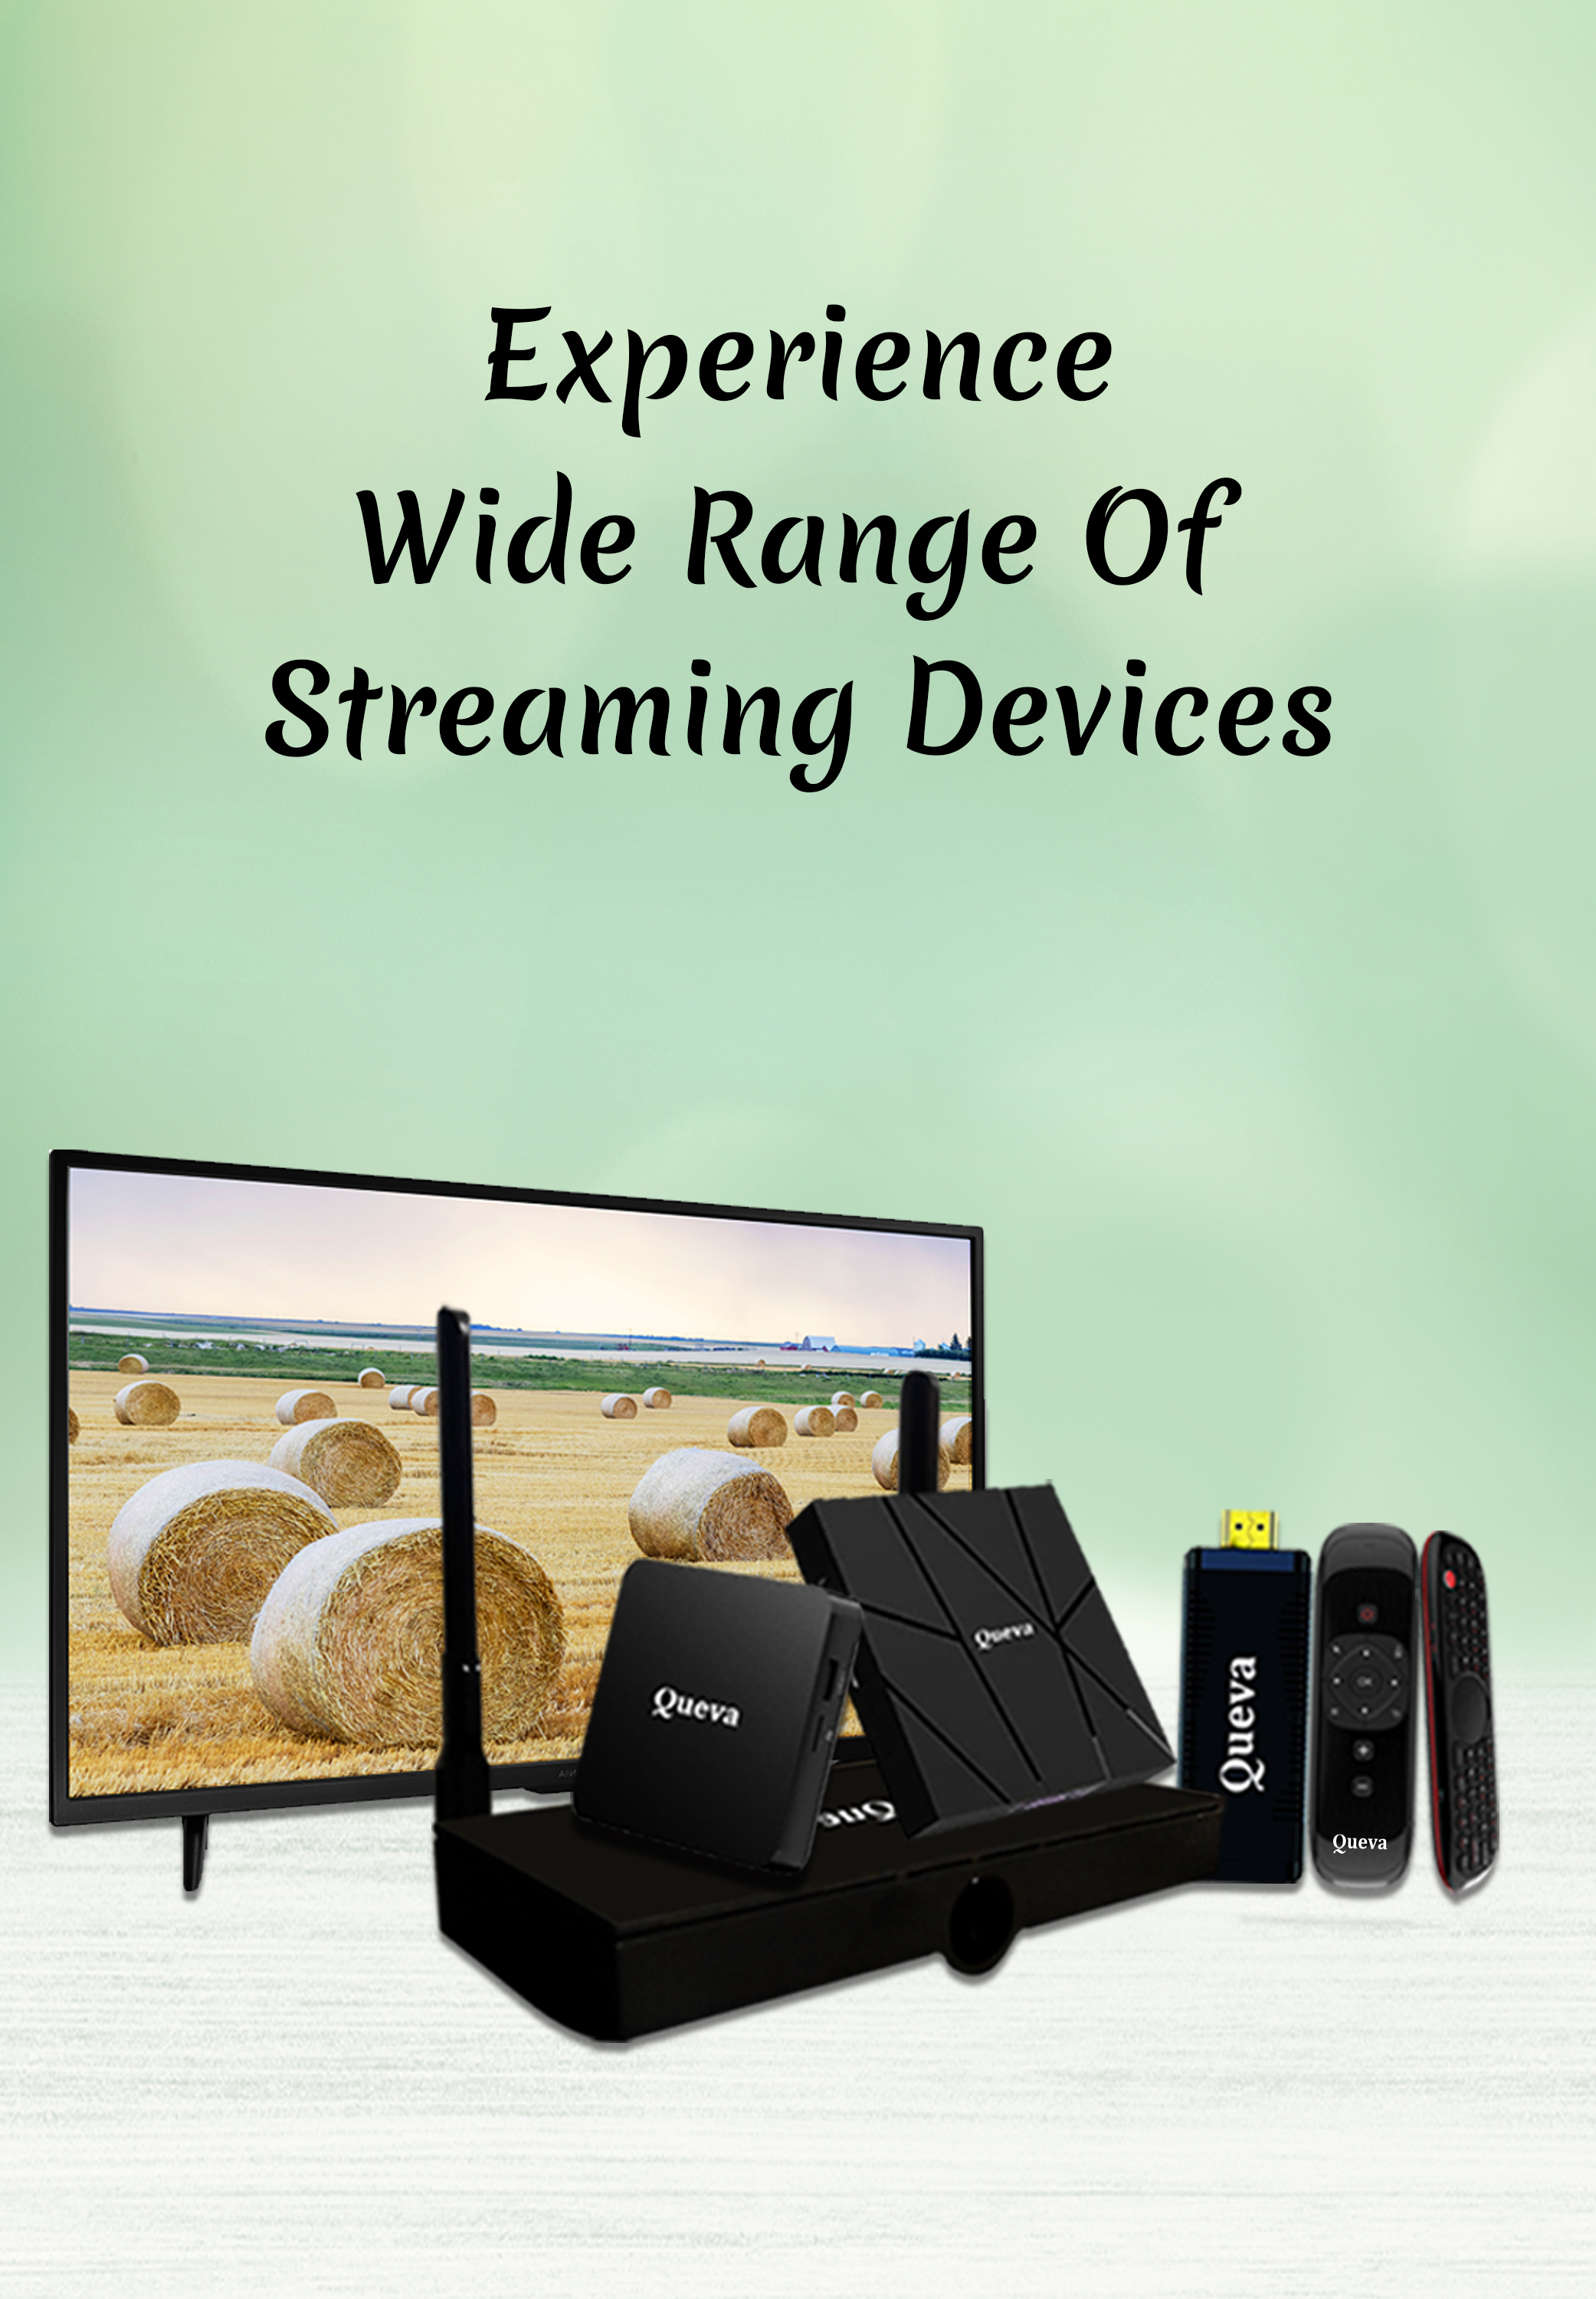 Experience
Wide Range Of
Streaming Devices
Queva
Queva
Queva
Queva